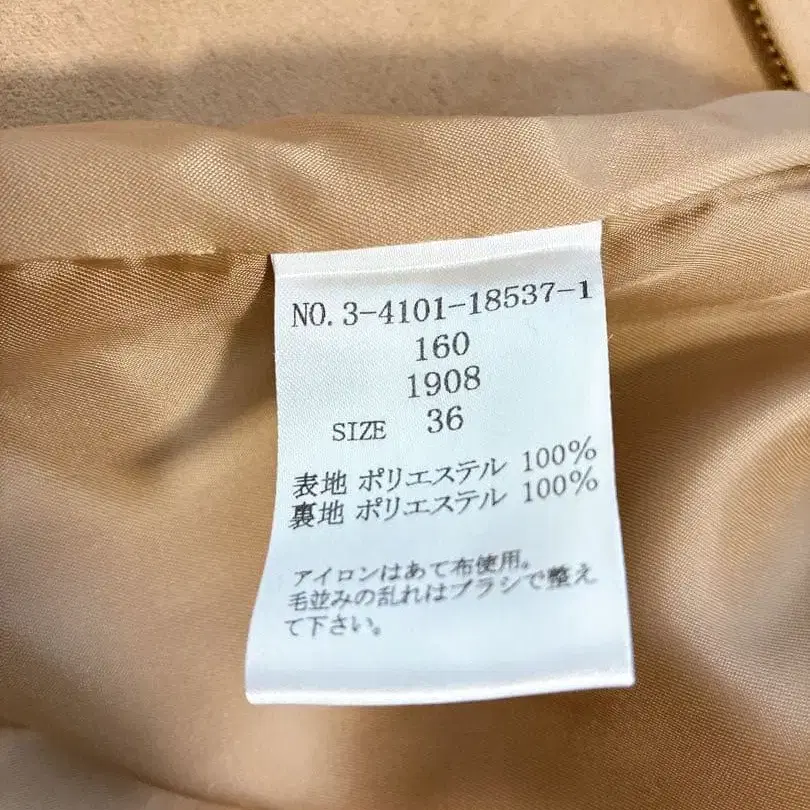 NO. 3-4101-18537-1
160
1908
SIZE 36
表地 ポリエステル 100%
裏地 ポリエステル 100%
アイロンはあて布使用。
毛並みの乱れはブラシで整え
て下さい。